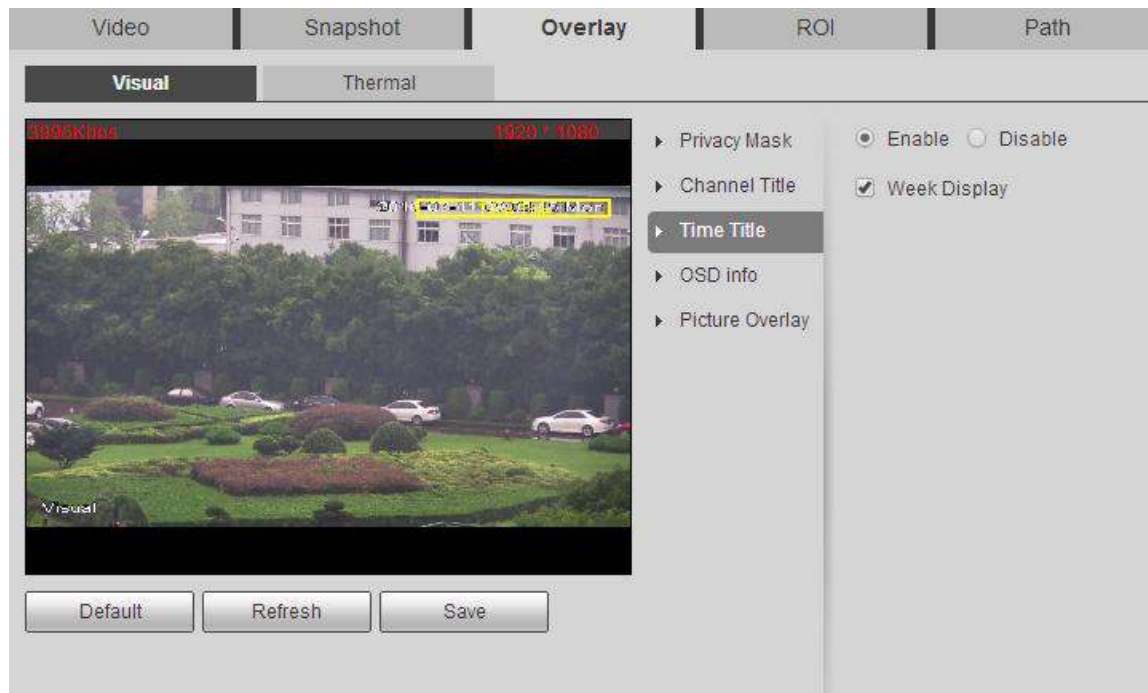 Video Snapshot Overlay ROI Path
Visual Thermal
1920 * 1080
Privacy Mask
Enable Disable
Channel Title
Week Display
Time Title
OSD info
Picture Overlay
Visual
Default Refresh Save